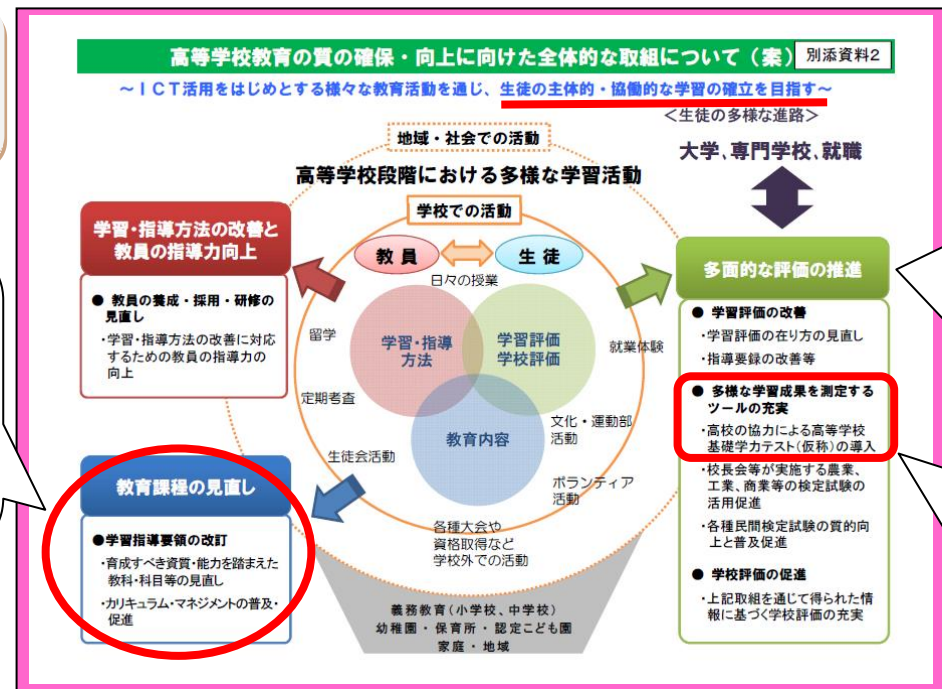 高等学校教育の質の確保・向上に向けた全体的な取組について(案)
別添資料2
~ICT活用をはじめとする様々な教育活動を通じ、生徒の主体的・協働的な学習の確立を目指す~
<生徒の多様な進路>
大学、専門学校、就職
地域・社会での活動
高等学校段階における多様な学習活動
学校での活動
教員
生徒
日々の授業
学習・指導方法の改善と
教員の指導力向上
● 教員の養成・採用・研修の
見直し
・学習・指導方法の改善に対応
するための教員の指導力の
向上
留学
定期考査
生徒会活動
学習・指導
方法
学習評価
学校評価
教育内容
就業体験
文化・運動部
活動
ボランティア
活動
各種大会や
資格取得など
学校外での活動
教育課程の見直し
●学習指導要領の改訂
・育成すべき資質・能力を踏まえた
教科・科目等の見直し
・カリキュラム・マネジメントの普及・
促進
多面的な評価の推進
● 学習評価の改善
・学習評価の在り方の見直し
・指導要録の改善等
● 多様な学習成果を測定する
ツールの充実
・高校の協力による高等学校
基礎学力テスト(仮称)の導入
・校長会等が実施する農業、
工業、商業等の検定試験の
活用促進
・各種民間検定試験の質的向
上と普及促進
● 学校評価の促進
・上記取組を通じて得られた情
報に基づく学校評価の充実
義務教育(小学校、中学校)
幼稚園・保育所・認定こども園
家庭・地域